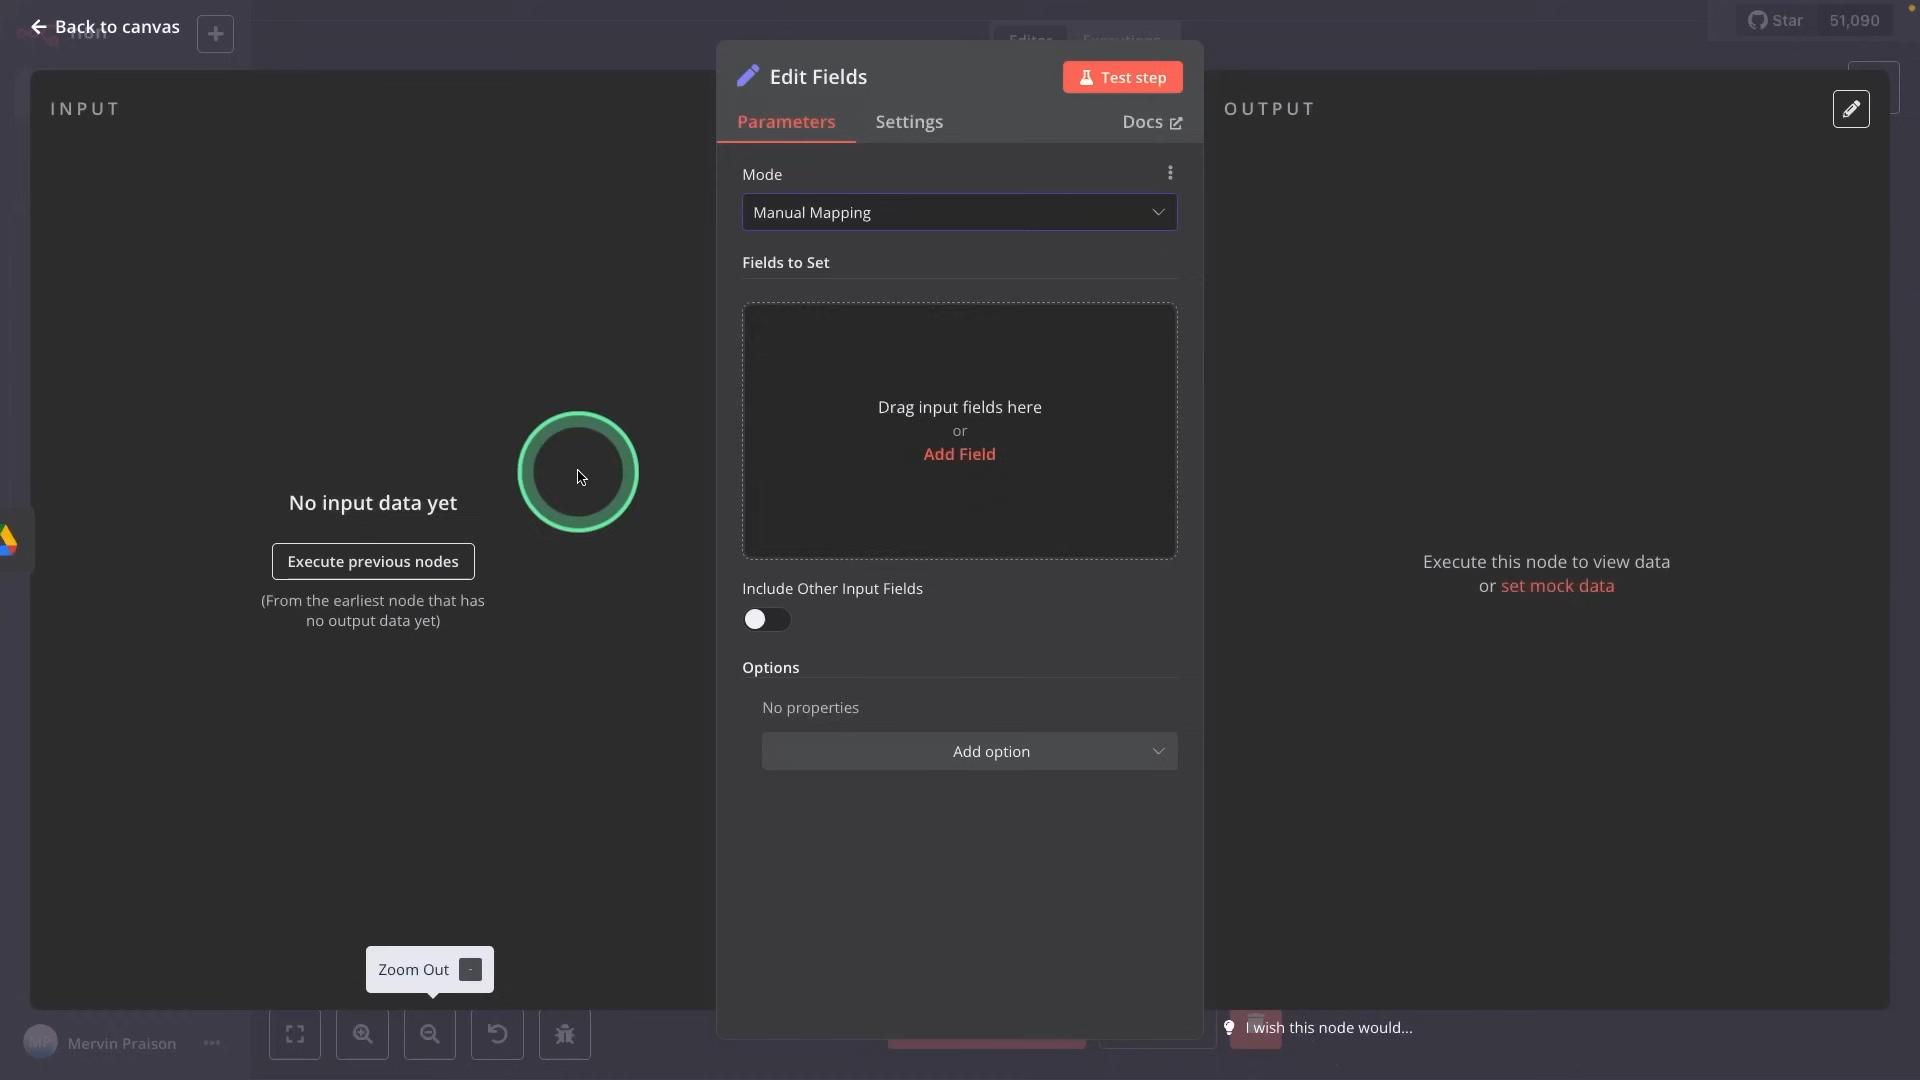 Back to canvas
Star 51,090
Editor Executions
Edit Fields
Test step
INPUT
Parameters
Settings
Docs
OUTPUT
Mode
Manual Mapping
Fields to Set
Drag input fields here
or
Add Field
No input data yet
Execute previous nodes
(From the earliest node that has
no output data yet)
Execute this node to view data
or set mock data
Include Other Input Fields
Options
No properties
Add option
Zoom Out -
MP Mervin Praison
I wish this node would...